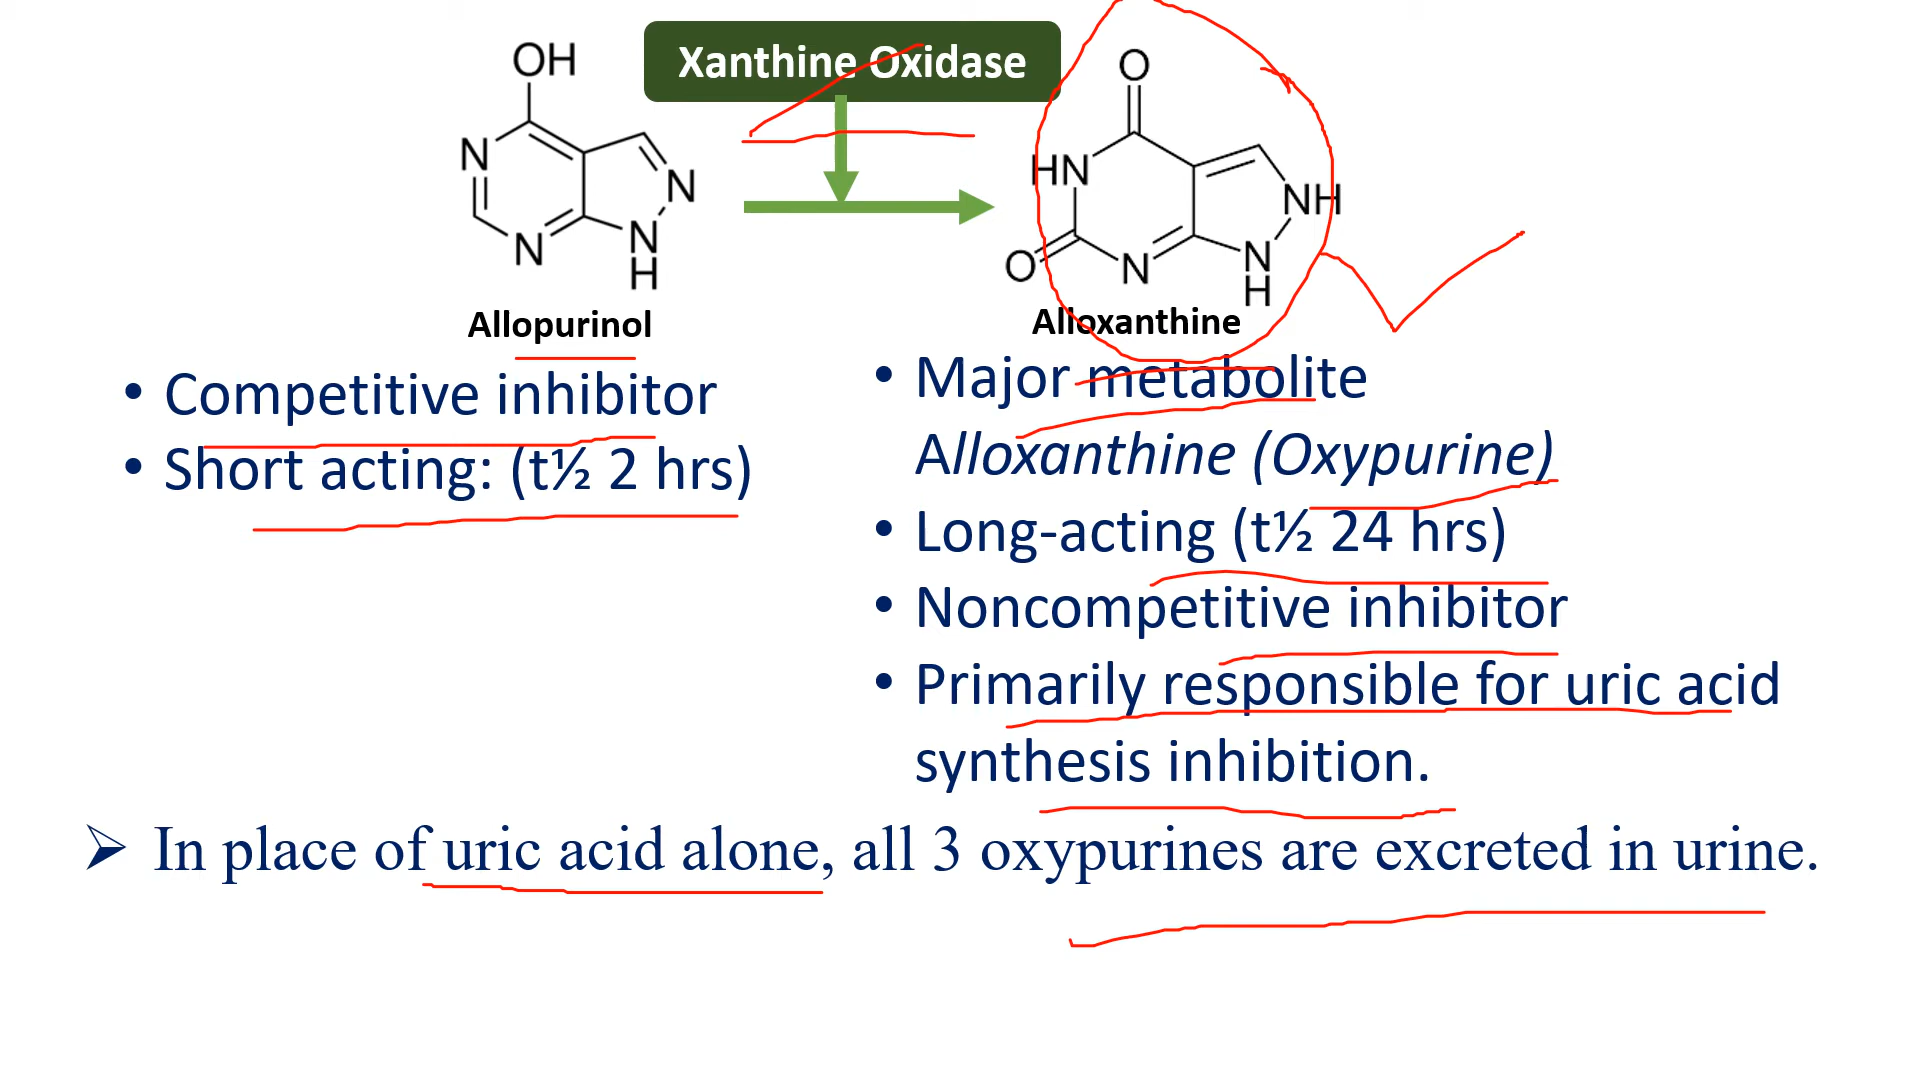 Xanthine Oxidase
OH
N
N
N
N
H
O
HN
NH
O
N
N
H
Allopurinol
Alloxanthine
• Competitive inhibitor
• Short acting: (t½ 2 hrs)
• Major metabolite
Alloxanthine (Oxypurine)
• Long-acting (t½ 24 hrs)
• Noncompetitive inhibitor
• Primarily responsible for uric acid
synthesis inhibition.
➢ In place of uric acid alone, all 3 oxypurines are excreted in urine.